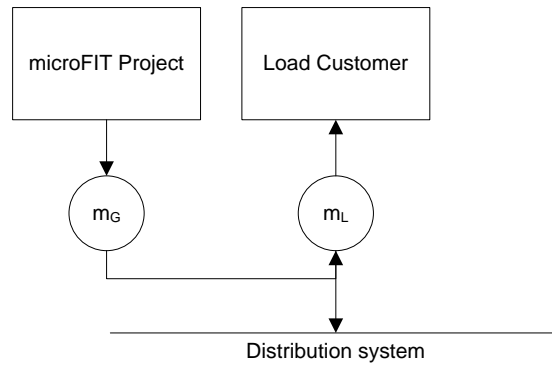 microFIT Project
Load Customer
mG
mL
Distribution system